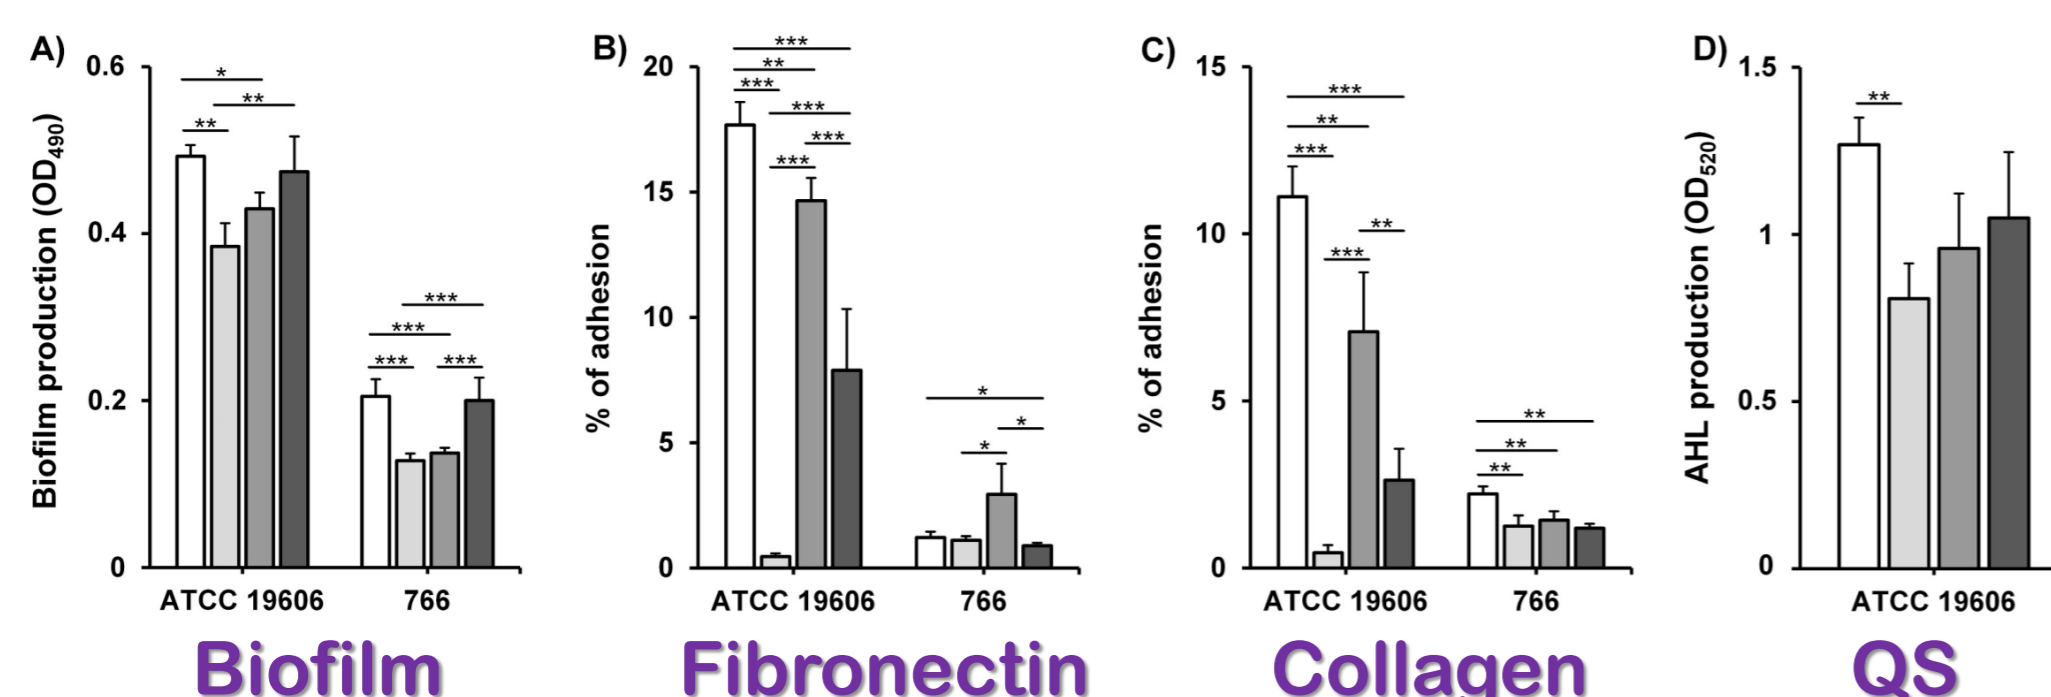 A)
Biofilm production (OD490)
0.6
0.4
0.2
0
*
**
**
***
***
***
***
ATCC 19606
766
Biofilm
B)
% of adhesion
20
15
10
5
0
***
**
***
***
***
***
*
*
*
ATCC 19606
766
Fibronectin
C)
% of adhesion
15
10
5
0
***
**
***
**
***
**
**
**
ATCC 19606
766
Collagen
D)
AHL production (OD520)
1.5
1
0.5
0
**
ATCC 19606
QS